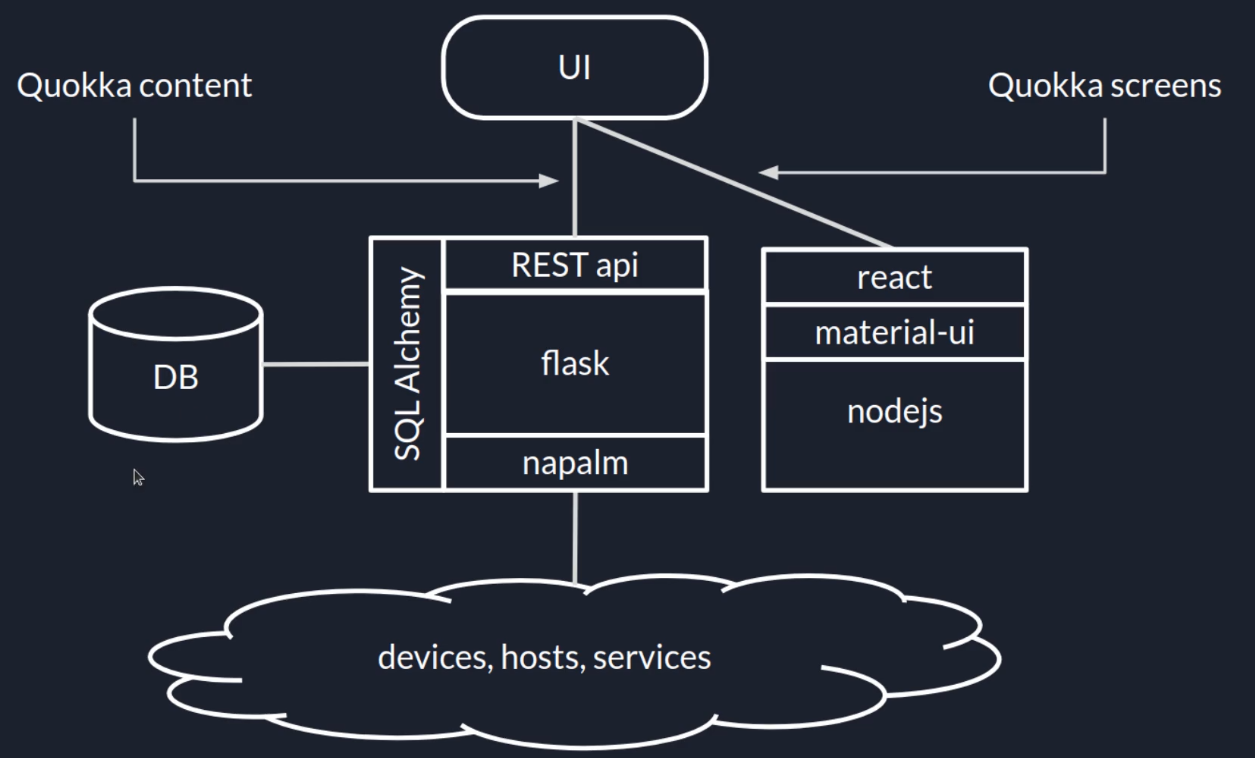 UI
Quokka content
Quokka screens
REST api
SQL Alchemy
flask
napalm
react
material-ui
nodejs
DB
devices, hosts, services